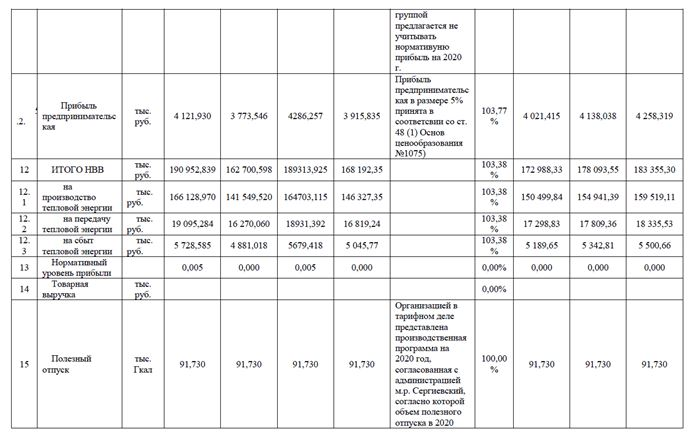 группой
предлагается не
учитывать
нормативную
прибыль на 2020
г.
.2. Прибыль предпринимательс кая тыс. руб. 4 121,930 3 773,546 4286,257 3 915,835 103,77 % 4 021,415 4 138,038 4 258,319
Прибыль
предпринимательс
кая в размере 5%
принята в
соответсвии со ст.
48 (1) Основ
ценообразования
№1075)
12 ИТОГО НВВ тыс. руб. 190 952,839 162 700,598 189313,925 168 192,35 103,38 % 172 988,33 178 093,55 183 355,30
12. 1 на производство тепловой энергии тыс. руб. 166 128,970 141 549,520 164703,115 146 327,35 103,38 % 150 499,84 154 941,39 159 519,11
12. 2 на передачу тепловой энергии тыс. руб. 19 095,284 16 270,060 18931,392 16 819,24 103,38 % 17 298,83 17 809,36 18 335,53
12. 3 на сбыт тепловой энергии тыс. руб. 5 728,585 4 881,018 5679,418 5 045,77 103,38 % 5 189,65 5 342,81 5 500,66
13 Нормативный уровень прибыли 0,005 0,000 0,005 0,000 0,00% 0,000 0,000 0,000
14 Товарная выручка тыс. руб. 0,00%
15 Полезный отпуск тыс. Гкал 91,730 91,730 91,730 91,730 100,00 % 91,730 91,730 91,730
Организацией в
тарифном деле
представлена
производственная
программа на
2020 год,
согласованная с
администрацией
м.р. Сергиевский,
согласно которой
объем полезного
отпуска в 2020